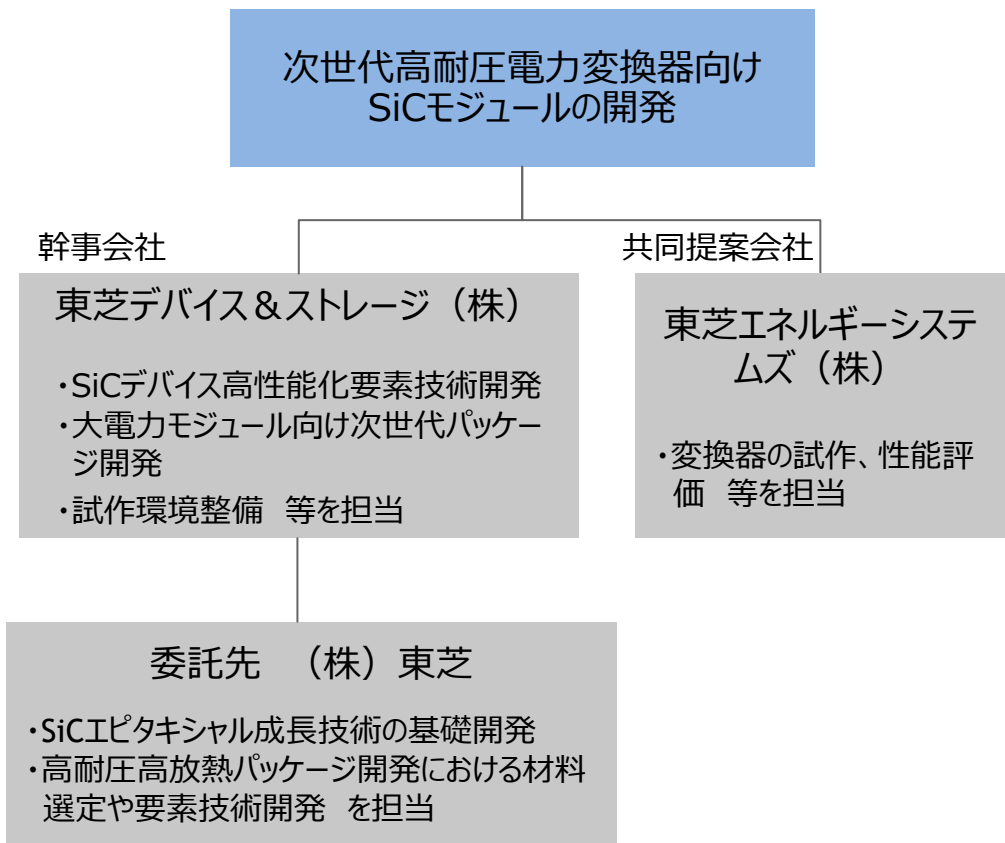 次世代高耐圧電力変換器向け
SiCモジュールの開発
幹事会社
東芝デバイス＆ストレージ（株）
・SiCデバイス高性能化要素技術開発
・大電力モジュール向け次世代パッケー
ジ開発
・試作環境整備　等を担当
共同提案会社
東芝エネルギーシステ
ムズ（株）
・変換器の試作、性能評
価　等を担当
委託先　（株）東芝
・SiCエピタキシャル成長技術の基礎開発
・高耐圧高放熱パッケージ開発における材料
選定や要素技術開発　を担当